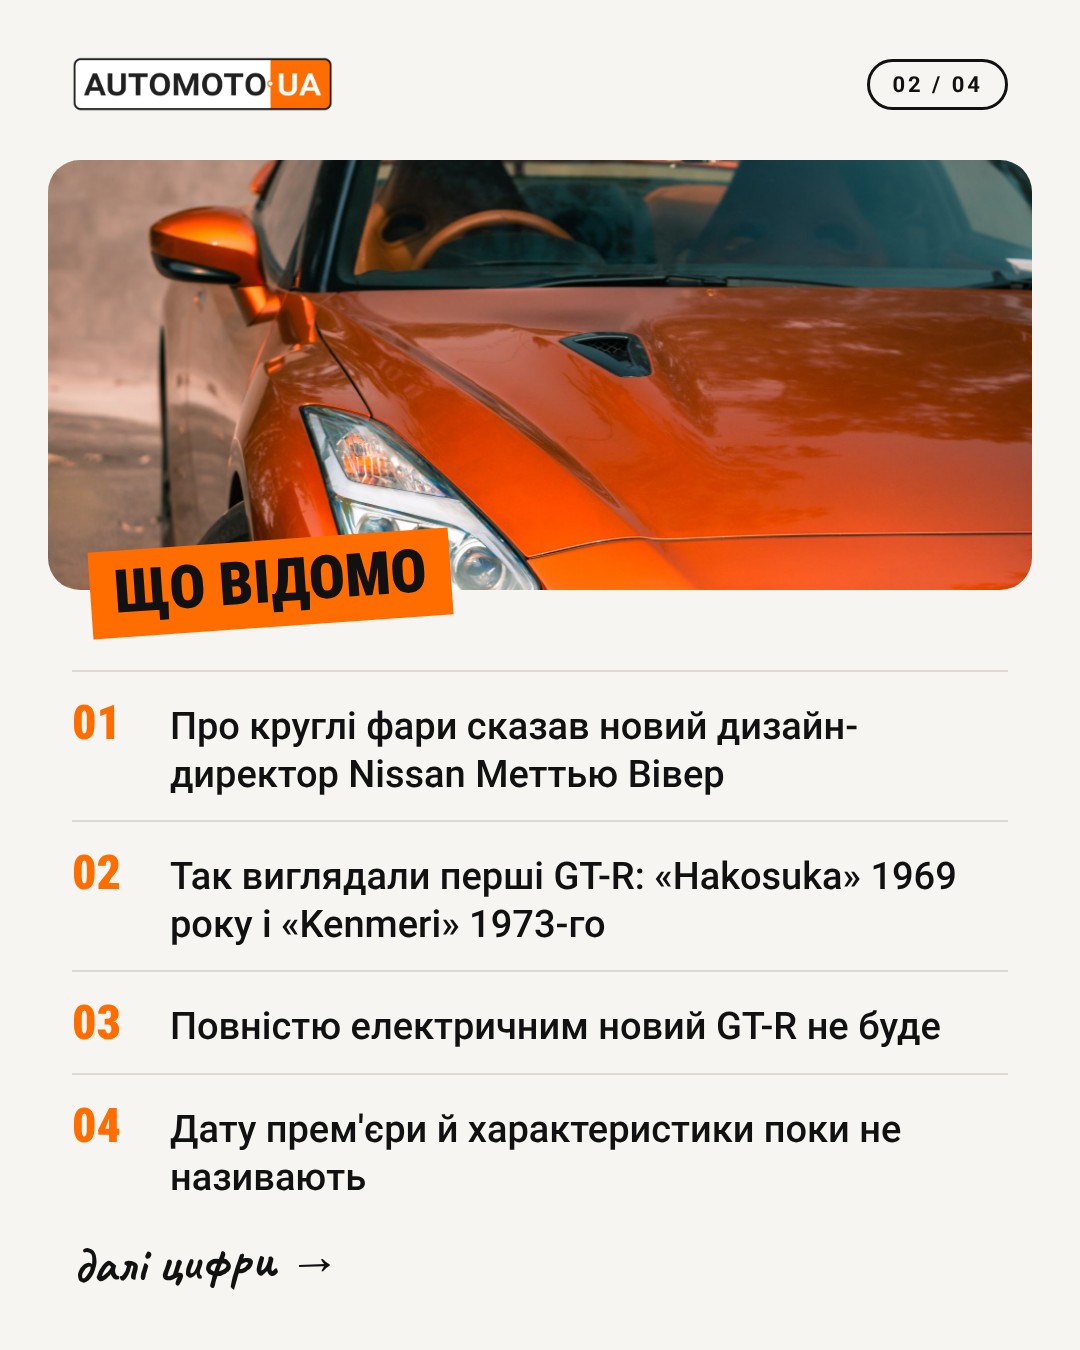 AUTOMOTO UA
02 / 04
ЩО ВІДОМО
01 Про круглі фари сказав новий дизайн-
директор Nissan Меттью Вівер
02 Так виглядали перші GT-R: «Hakosuka» 1969
року і «Kenmeri» 1973-го
03 Повністю електричним новий GT-R не буде
04 Дату прем'єри й характеристики поки не
називають
далі цифри →